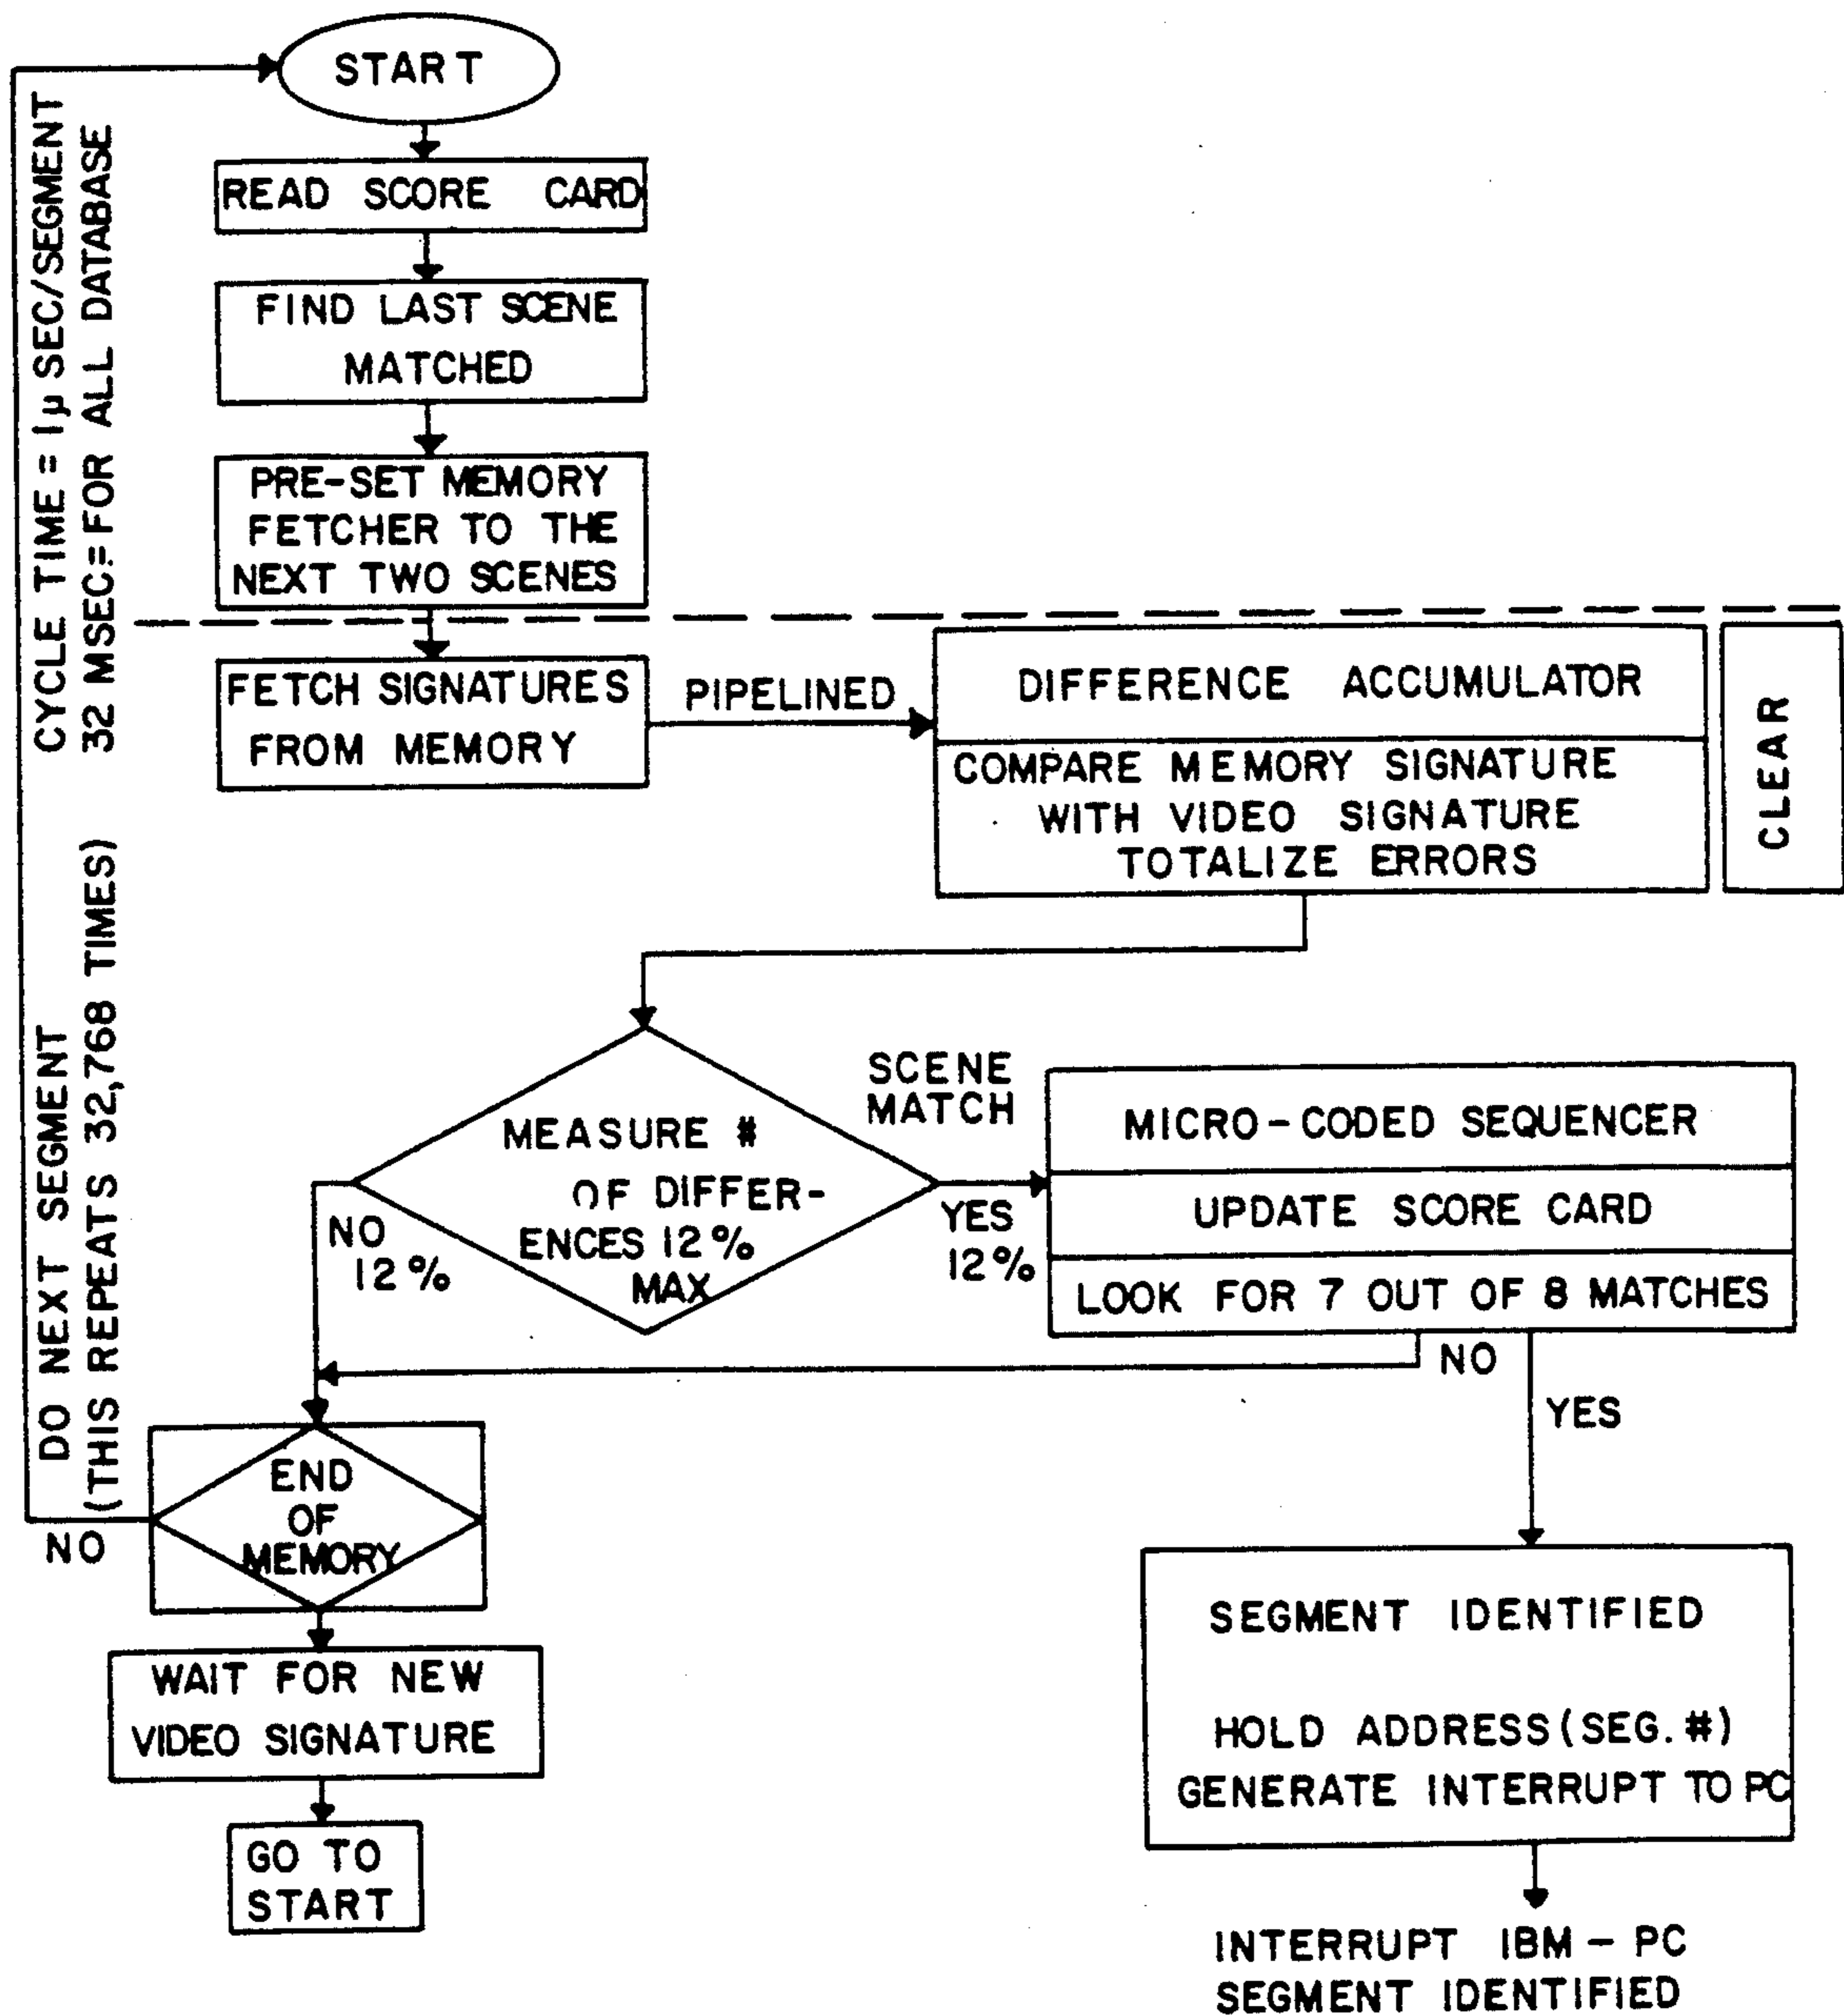 START
READ SCORE CARD
FIND LAST SCENE
MATCHED
PRE-SET MEMORY
FETCHER TO THE
NEXT TWO SCENES
FETCH SIGNATURES
FROM MEMORY
PIPELINED
DIFFERENCE ACCUMULATOR
COMPARE MEMORY SIGNATURE
WITH VIDEO SIGNATURE
TOTALIZE ERRORS
CLEAR
CYCLE TIME = 1μ SEC/SEGMENT
32 MSEC=FOR ALL DATABASE
DO NEXT SEGMENT
(THIS REPEATS 32,768 TIMES)
MEASURE #
OF DIFFER-
ENCES 12%
MAX
SCENE
MATCH
YES
12%
NO
12%
MICRO-CODED SEQUENCER
UPDATE SCORE CARD
LOOK FOR 7 OUT OF 8 MATCHES
NO
YES
END
OF
MEMORY
NO
WAIT FOR NEW
VIDEO SIGNATURE
GO TO
START
SEGMENT IDENTIFIED
HOLD ADDRESS (SEG. #)
GENERATE INTERRUPT TO PC
INTERRUPT IBM - PC
SEGMENT IDENTIFIED